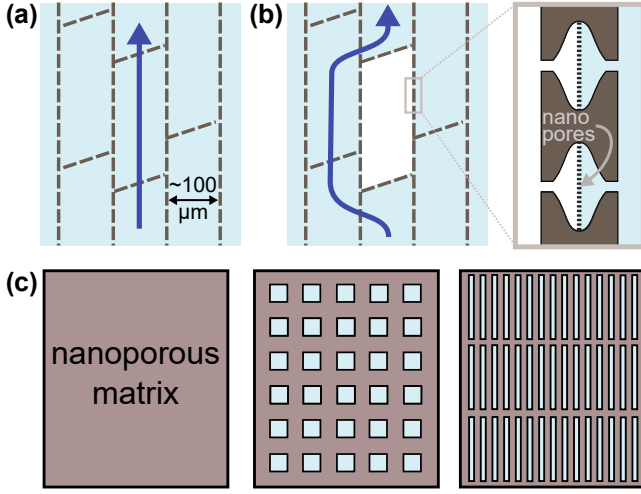 (a)
(b)
~100
μm
nano
pores
(c)
nanoporous
matrix